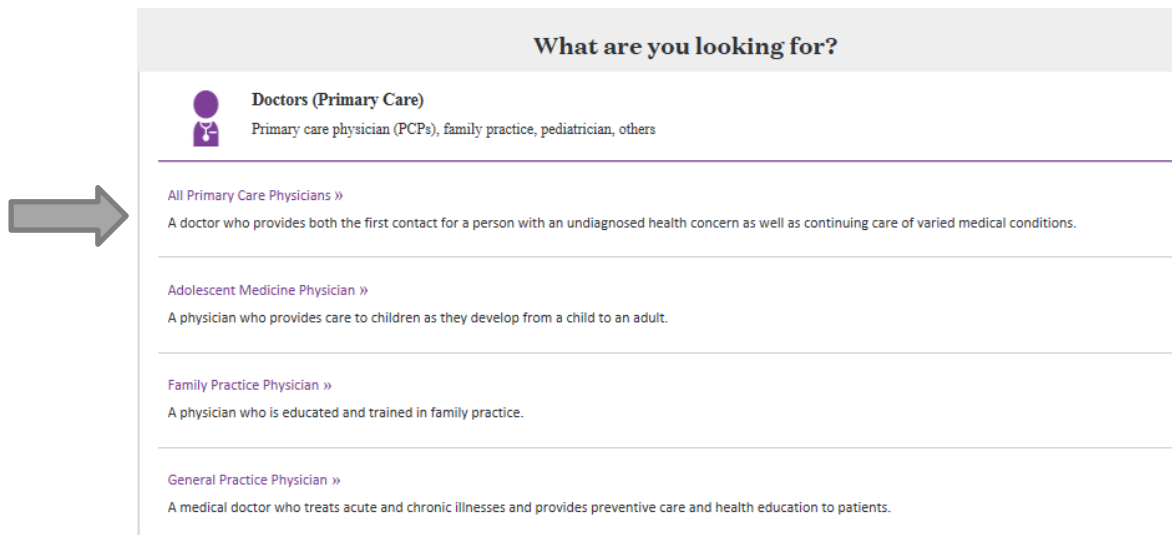 What are you looking for?
Doctors (Primary Care)
Primary care physician (PCPs), family practice, pediatrician, others
All Primary Care Physicians »
A doctor who provides both the first contact for a person with an undiagnosed health concern as well as continuing care of varied medical conditions.
Adolescent Medicine Physician »
A physician who provides care to children as they develop from a child to an adult.
Family Practice Physician »
A physician who is educated and trained in family practice.
General Practice Physician »
A medical doctor who treats acute and chronic illnesses and provides preventive care and health education to patients.